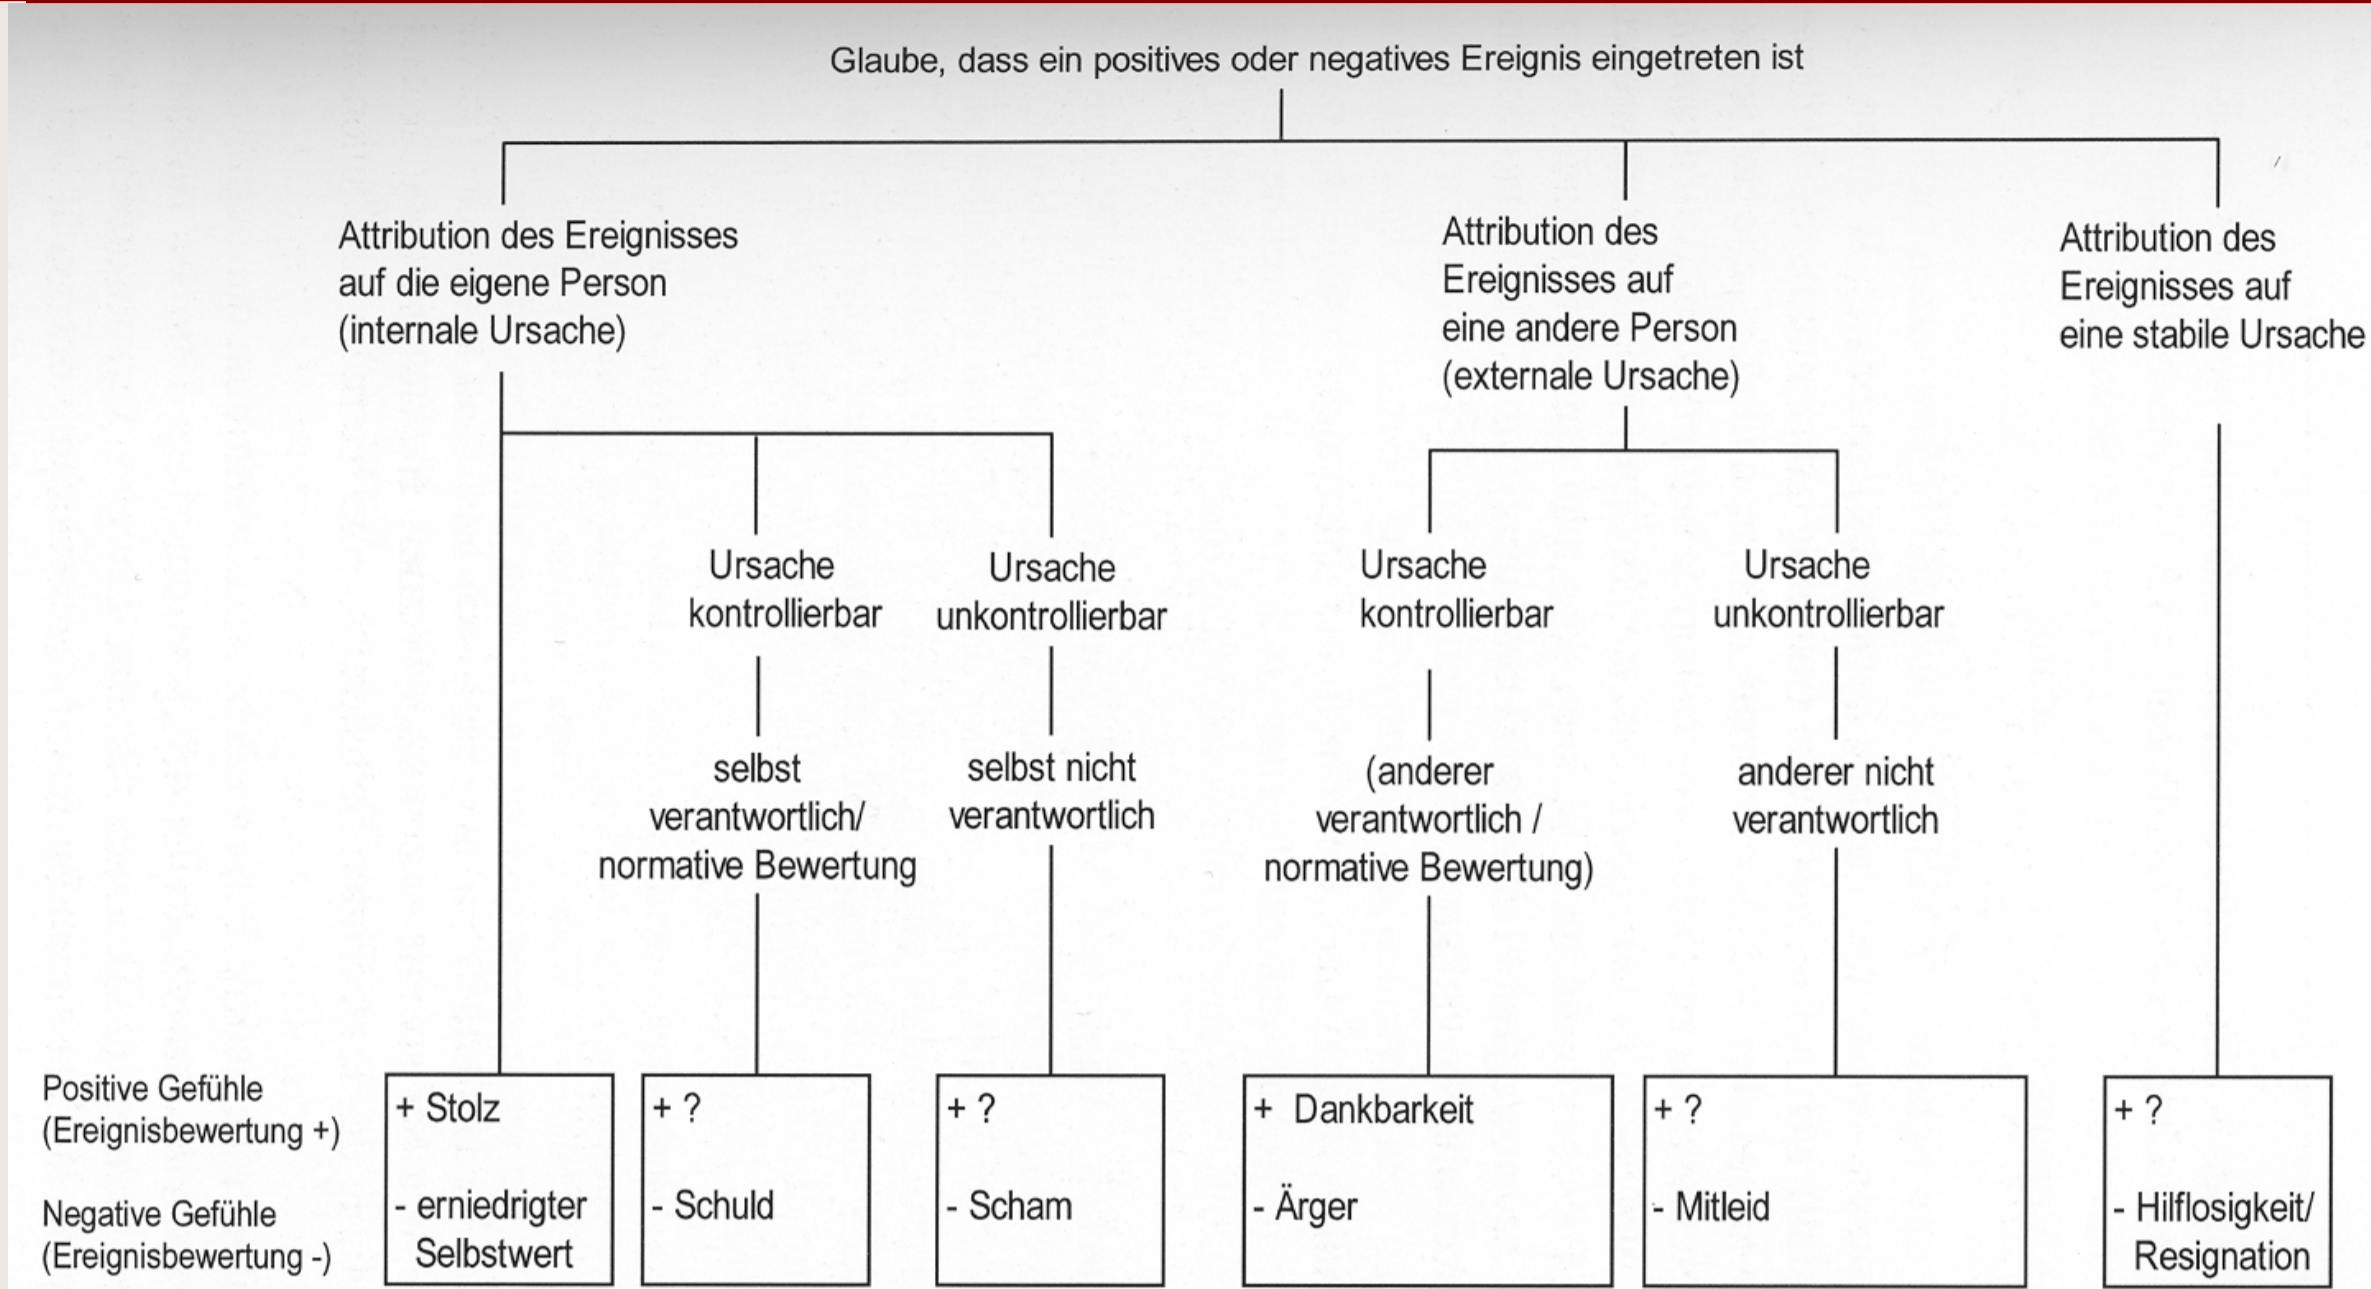 Glaube, dass ein positives oder negatives Ereignis eingetreten ist
Attribution des Ereignisses
auf die eigene Person
(internale Ursache)
Attribution des
Ereignisses auf
eine andere Person
(externale Ursache)
Attribution des
Ereignisses auf
eine stabile Ursache
Ursache
kontrollierbar
Ursache
unkontrollierbar
Ursache
kontrollierbar
Ursache
unkontrollierbar
selbst
verantwortlich/
normative Bewertung
selbst nicht
verantwortlich
(anderer
verantwortlich /
normative Bewertung)
anderer nicht
verantwortlich
Positive Gefühle
(Ereignisbewertung +)
Negative Gefühle
(Ereignisbewertung -)
+ Stolz
- erniedrigter
Selbstwert
+ ?
- Schuld
+ ?
- Scham
+ Dankbarkeit
- Ärger
+ ?
- Mitleid
+ ?
- Hilflosigkeit/
Resignation